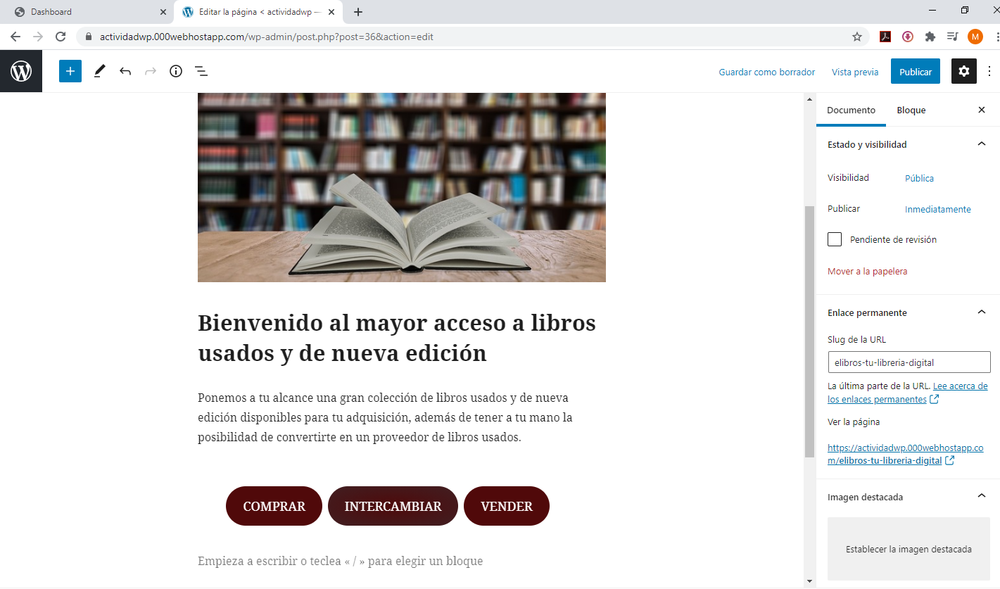 Dashboard
Editar la página < actividadwp —
actividadwp.000webhostapp.com/wp-admin/post.php?post=36&action=edit
M
Guardar como borrador
Vista previa
Publicar
Documento
Bloque
Estado y visibilidad
Visibilidad
Pública
Publicar
Inmediatamente
Pendiente de revisión
Mover a la papelera
Enlace permanente
Slug de la URL
elibros-tu-libreria-digital
La última parte de la URL. Lee acerca de
los enlaces permanentes
Ver la página
https://actividadwp.000webhostapp.co
m/elibros-tu-libreria-digital
Imagen destacada
Establecer la imagen destacada
Bienvenido al mayor acceso a libros
usados y de nueva edición
Ponemos a tu alcance una gran colección de libros usados y de nueva
edición disponibles para tu adquisición, además de tener a tu mano la
posibilidad de convertirte en un proveedor de libros usados.
COMPRAR
INTERCAMBIAR
VENDER
Empieza a escribir o teclea « / » para elegir un bloque